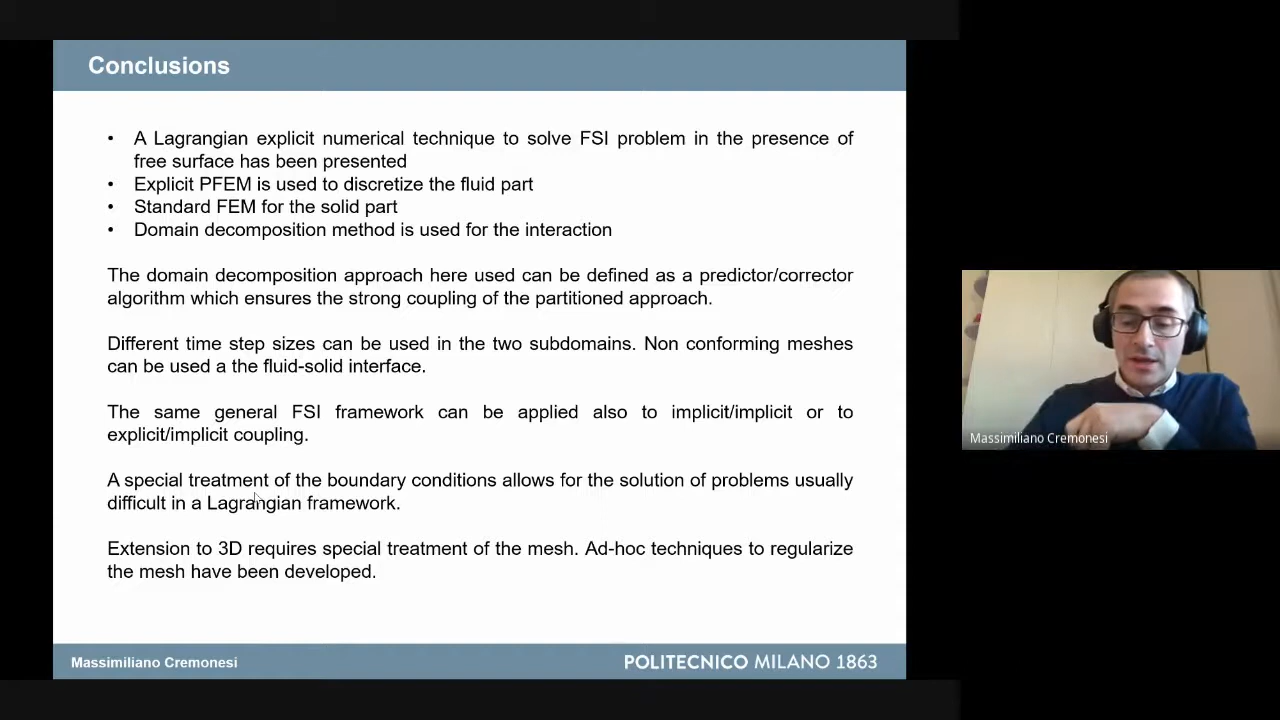 Conclusions
• A Lagrangian explicit numerical technique to solve FSI problem in the presence of
free surface has been presented
• Explicit PFEM is used to discretize the fluid part
• Standard FEM for the solid part
• Domain decomposition method is used for the interaction
The domain decomposition approach here used can be defined as a predictor/corrector
algorithm which ensures the strong coupling of the partitioned approach.
Different time step sizes can be used in the two subdomains. Non conforming meshes
can be used a the fluid-solid interface.
The same general FSI framework can be applied also to implicit/implicit or to
explicit/implicit coupling.
A special treatment of the boundary conditions allows for the solution of problems usually
difficult in a Lagrangian framework.
Extension to 3D requires special treatment of the mesh. Ad-hoc techniques to regularize
the mesh have been developed.
Massimiliano Cremonesi
POLITECNICO MILANO 1863
Massimiliano Cremonesi